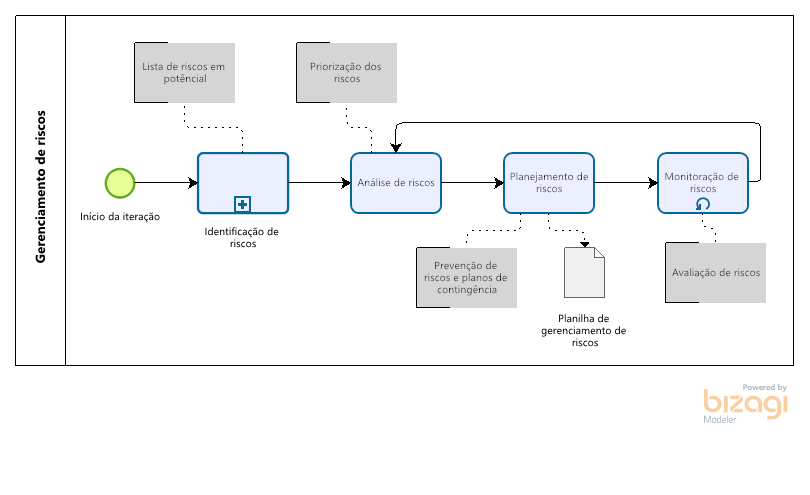 Gerenciamento de riscos
Lista de riscos em
potêncial
Priorização dos
riscos
Início da iteração
Identificação de
riscos
Análise de riscos
Planejamento de
riscos
Monitoração de
riscos
Prevenção de
riscos e planos de
contingência
Planilha de
gerenciamento de
riscos
Avaliação de riscos
Powered by
bizagi
Modeler